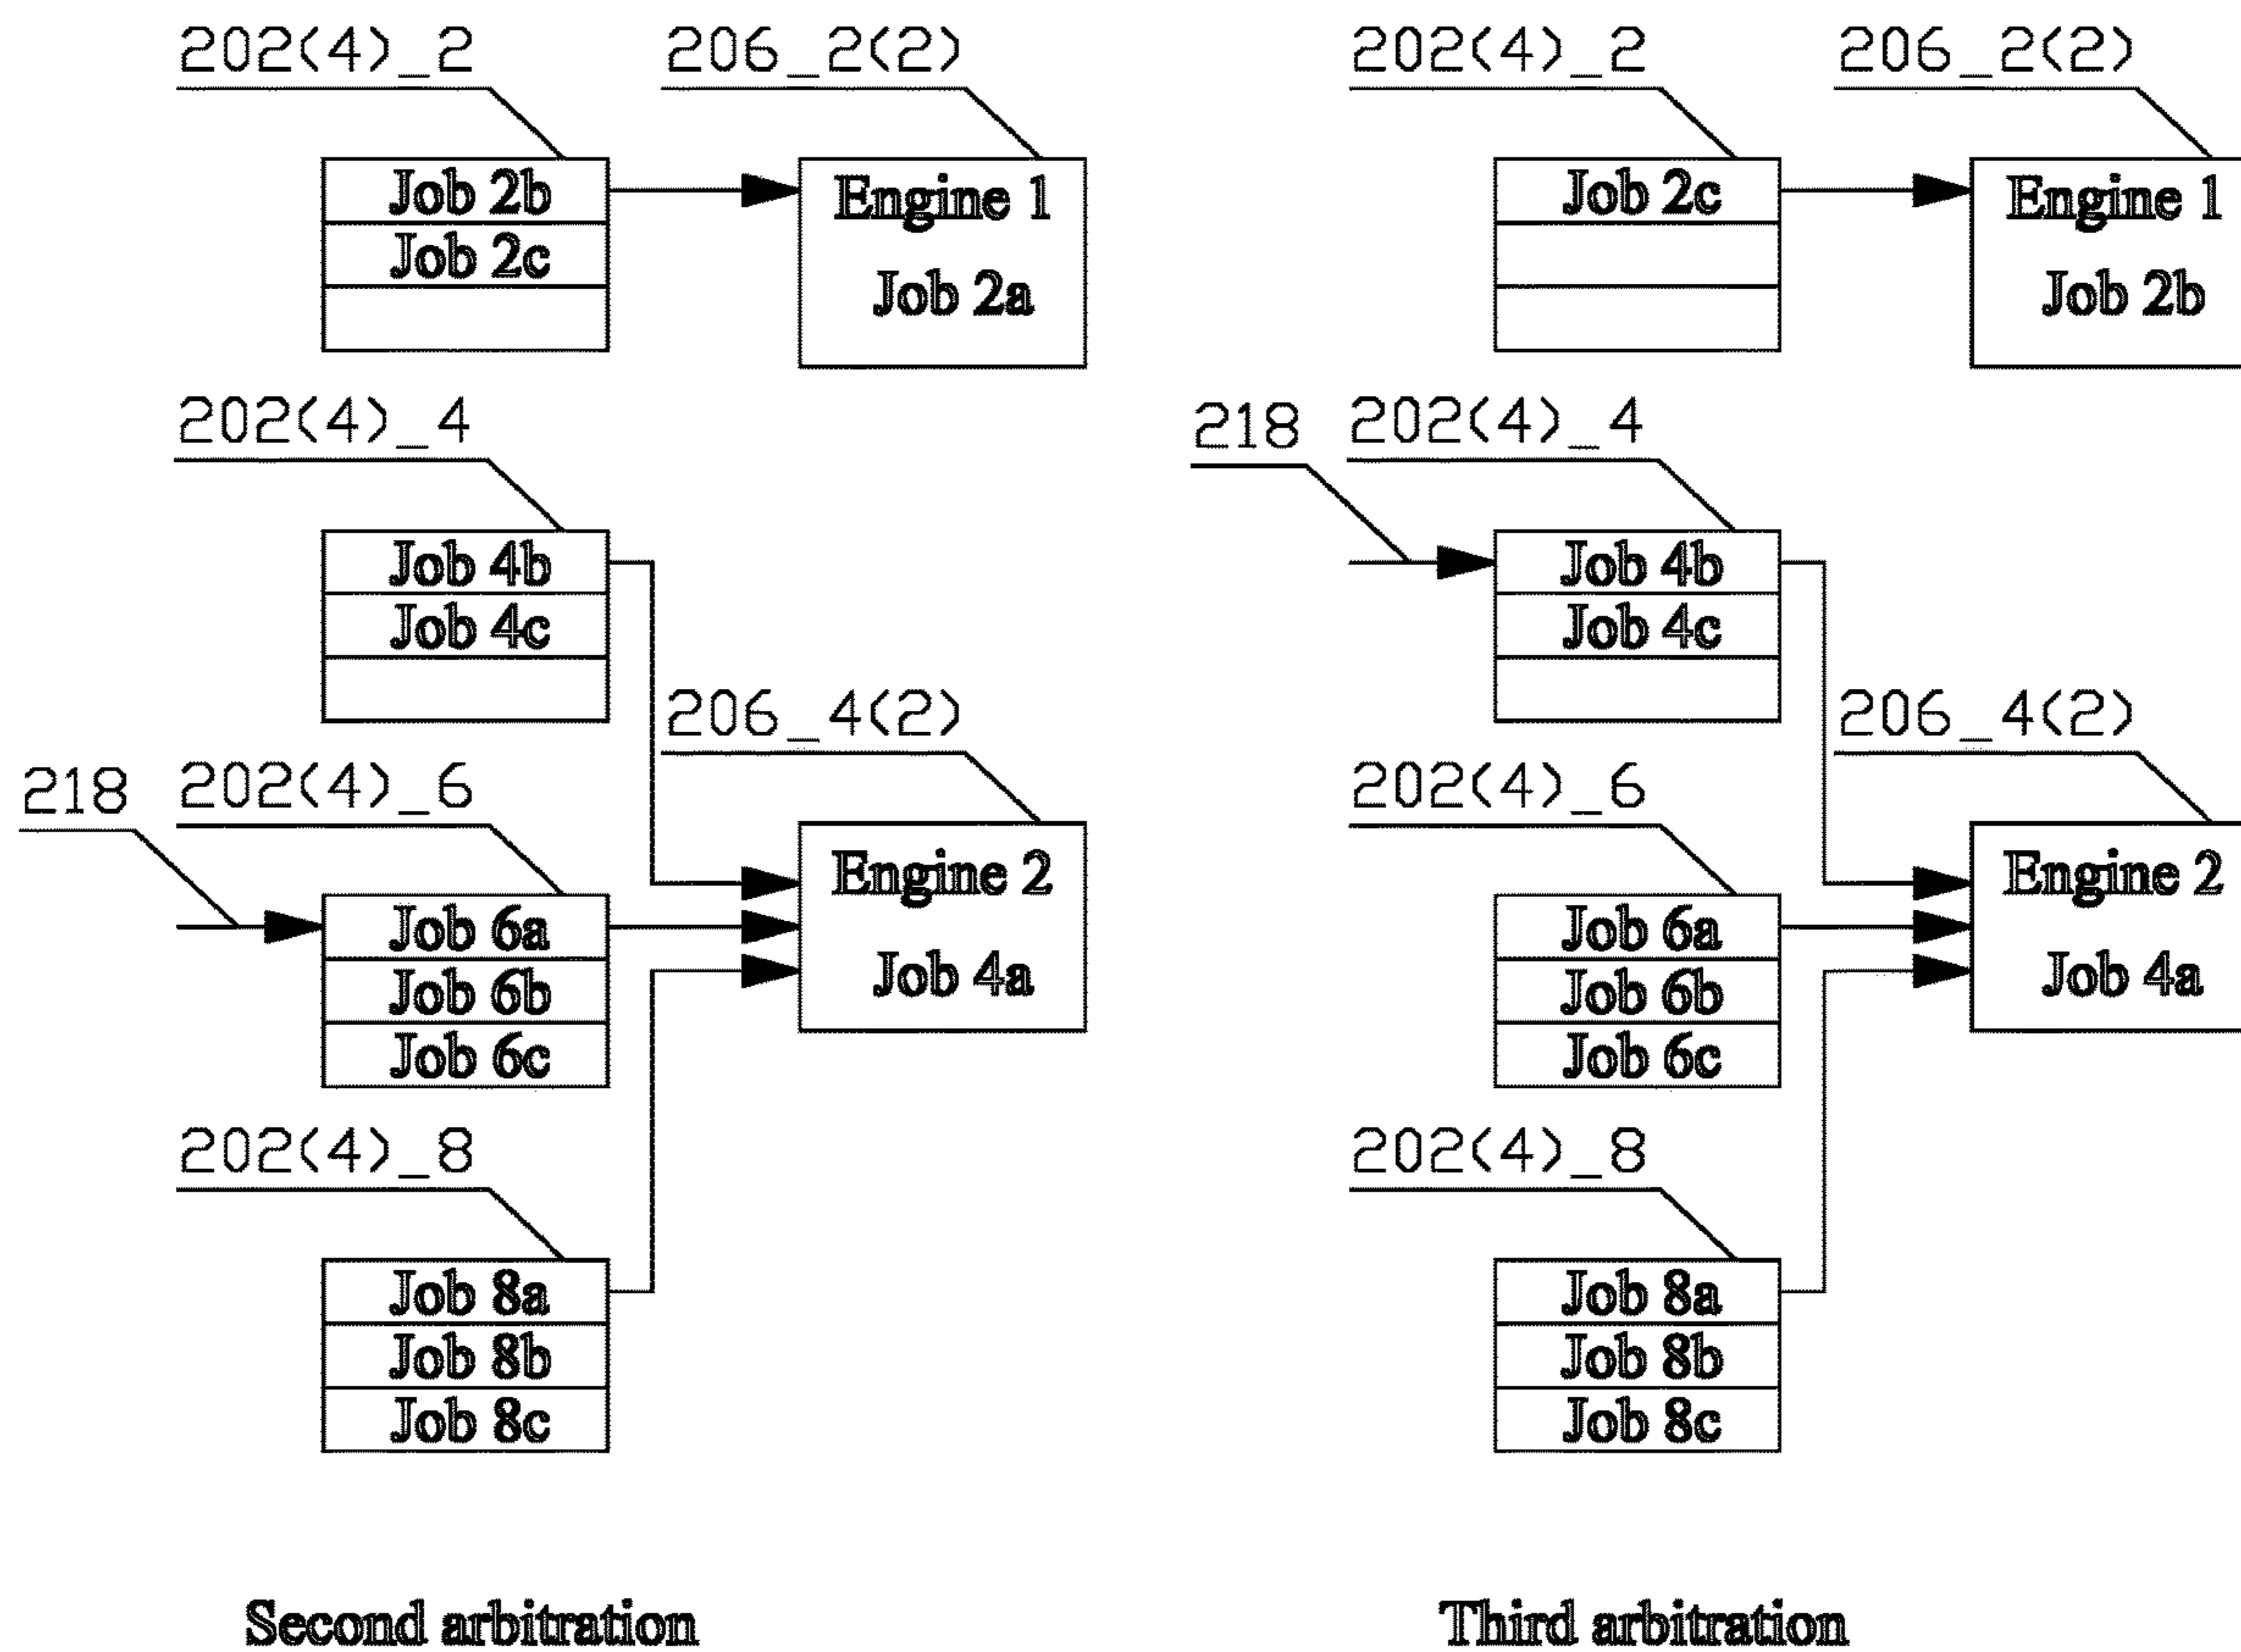 202(4)_2
206_2(2)
Job 2b
Job 2c
Engine 1
Job 2a
202(4)_4
Job 4b
Job 4c
206_4(2)
218
202(4)_6
Job 6a
Job 6b
Job 6c
Engine 2
Job 4a
202(4)_8
Job 8a
Job 8b
Job 8c
Second arbitration
202(4)_2
206_2(2)
Job 2c
Engine 1
Job 2b
218
202(4)_4
Job 4b
Job 4c
206_4(2)
202(4)_6
Job 6a
Job 6b
Job 6c
Engine 2
Job 4a
202(4)_8
Job 8a
Job 8b
Job 8c
Third arbitration